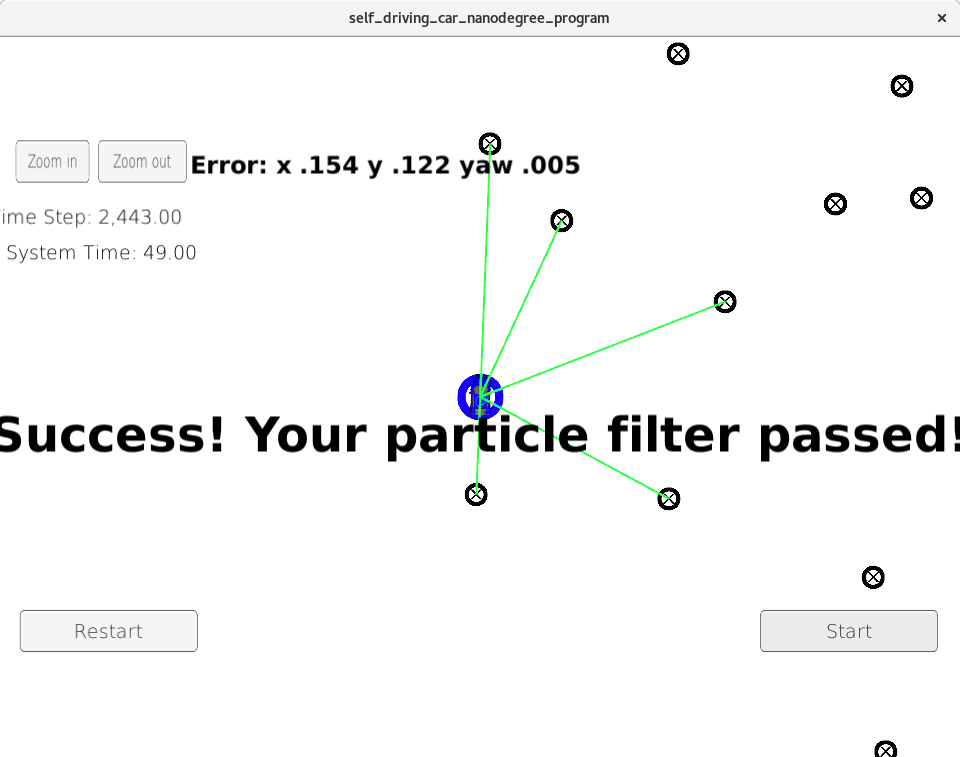 self_driving_car_nanodegree_program
Zoom in
Zoom out
Error: x .154 y .122 yaw .005
ime Step: 2,443.00
System Time: 49.00
Success! Your particle filter passed!
Restart
Start